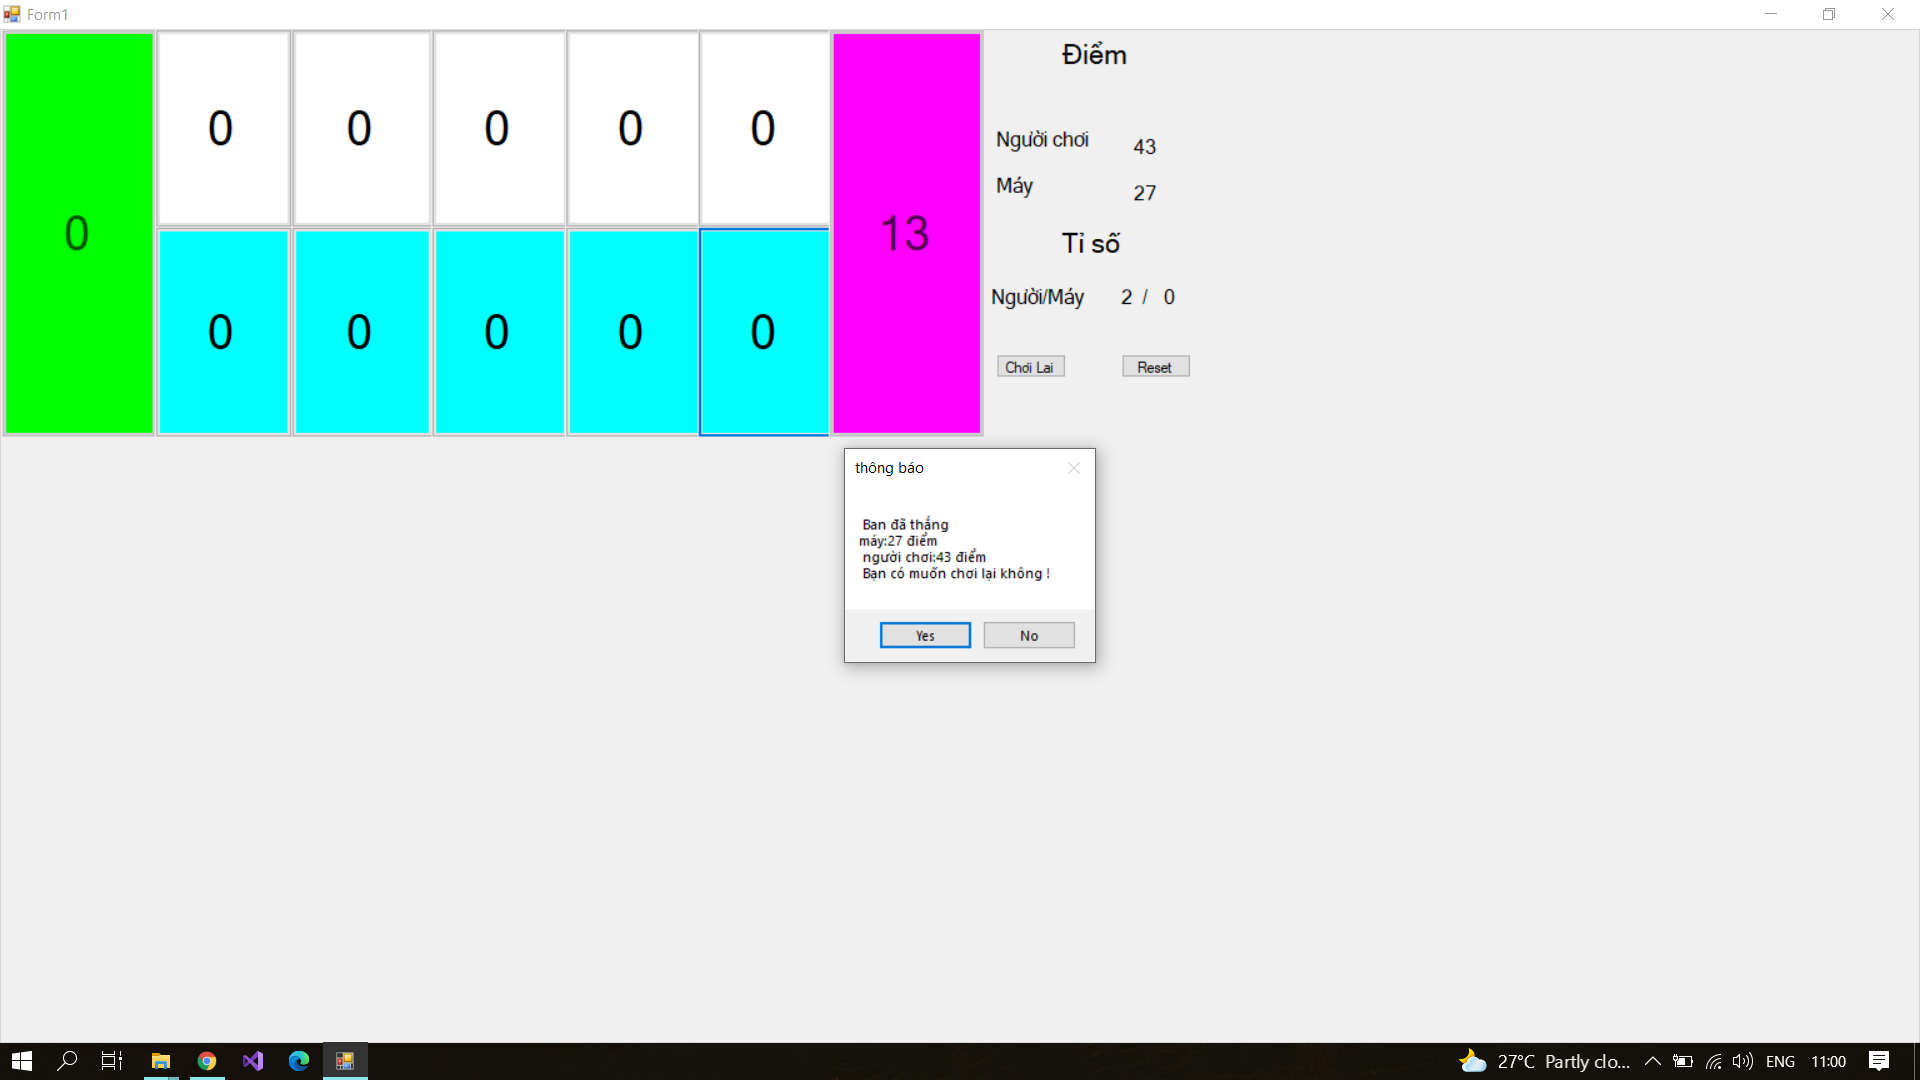 Form1
0 0 0 0 0 0 13
0 0 0 0 0
Điểm
Người chơi 43
Máy 27
Tỉ số
Người/Máy 2 / 0
Chơi Lai Reset
thông báo
Ban đã thắng
máy:27 điểm
người chơi:43 điểm
Bạn có muốn chơi lại không !
Yes No
27°C Partly clo... ENG 11:00